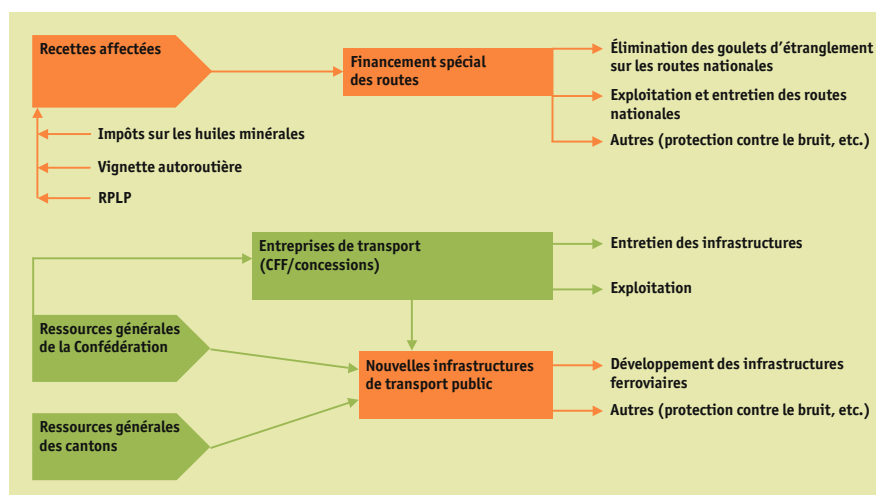 Recettes affectées
Financement spécial
des routes
Élimination des goulets d'étranglement
sur les routes nationales
Exploitation et entretien des routes
nationales
Autres (protection contre le bruit, etc.)
Impôts sur les huiles minérales
Vignette autoroutière
RPLP
Entreprises de transport
(CFF/concessions)
Entretien des infrastructures
Exploitation
Ressources générales
de la Confédération
Nouvelles infrastructures
de transport public
Développement des infrastructures
ferroviaires
Autres (protection contre le bruit, etc.)
Ressources générales
des cantons